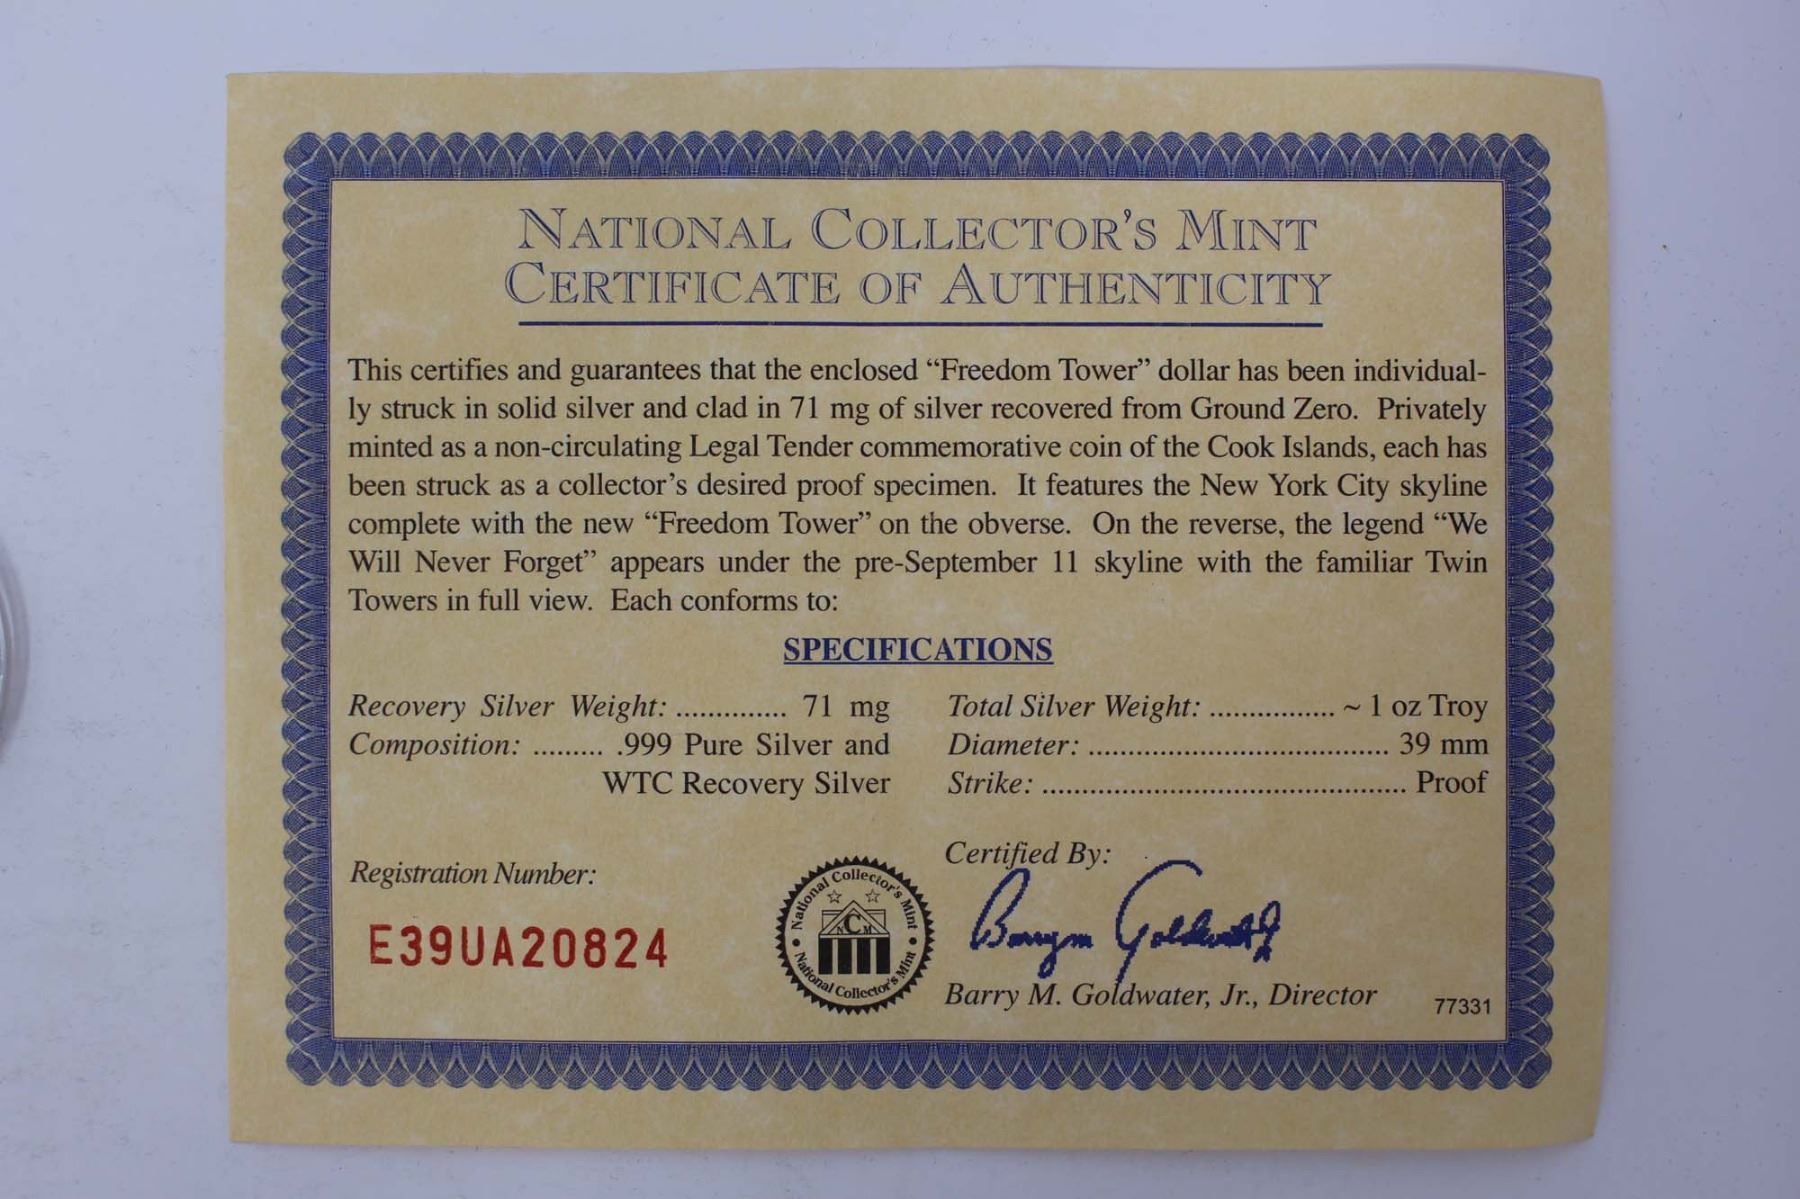 NATIONAL COLLECTOR'S MINT
CERTIFICATE OF AUTHENTICITY
This certifies and guarantees that the enclosed “Freedom Tower” dollar has been individual-
ly struck in solid silver and clad in 71 mg of silver recovered from Ground Zero. Privately
minted as a non-circulating Legal Tender commemorative coin of the Cook Islands, each has
been struck as a collector's desired proof specimen. It features the New York City skyline
complete with the new “Freedom Tower” on the obverse. On the reverse, the legend “We
Will Never Forget” appears under the pre-September 11 skyline with the familiar Twin
Towers in full view. Each conforms to:
SPECIFICATIONS
Recovery Silver Weight: .............. 71 mg
Composition: ......... .999 Pure Silver and
WTC Recovery Silver
Total Silver Weight: ................ ~ 1 oz Troy
Diameter: ...................................... 39 mm
Strike: .............................................. Proof
Registration Number:
E39UA20824
National Collector's Mint
NCM
National Collector's Mint
Certified By:
Barry M. Goldwater Jr
Barry M. Goldwater, Jr., Director
77331